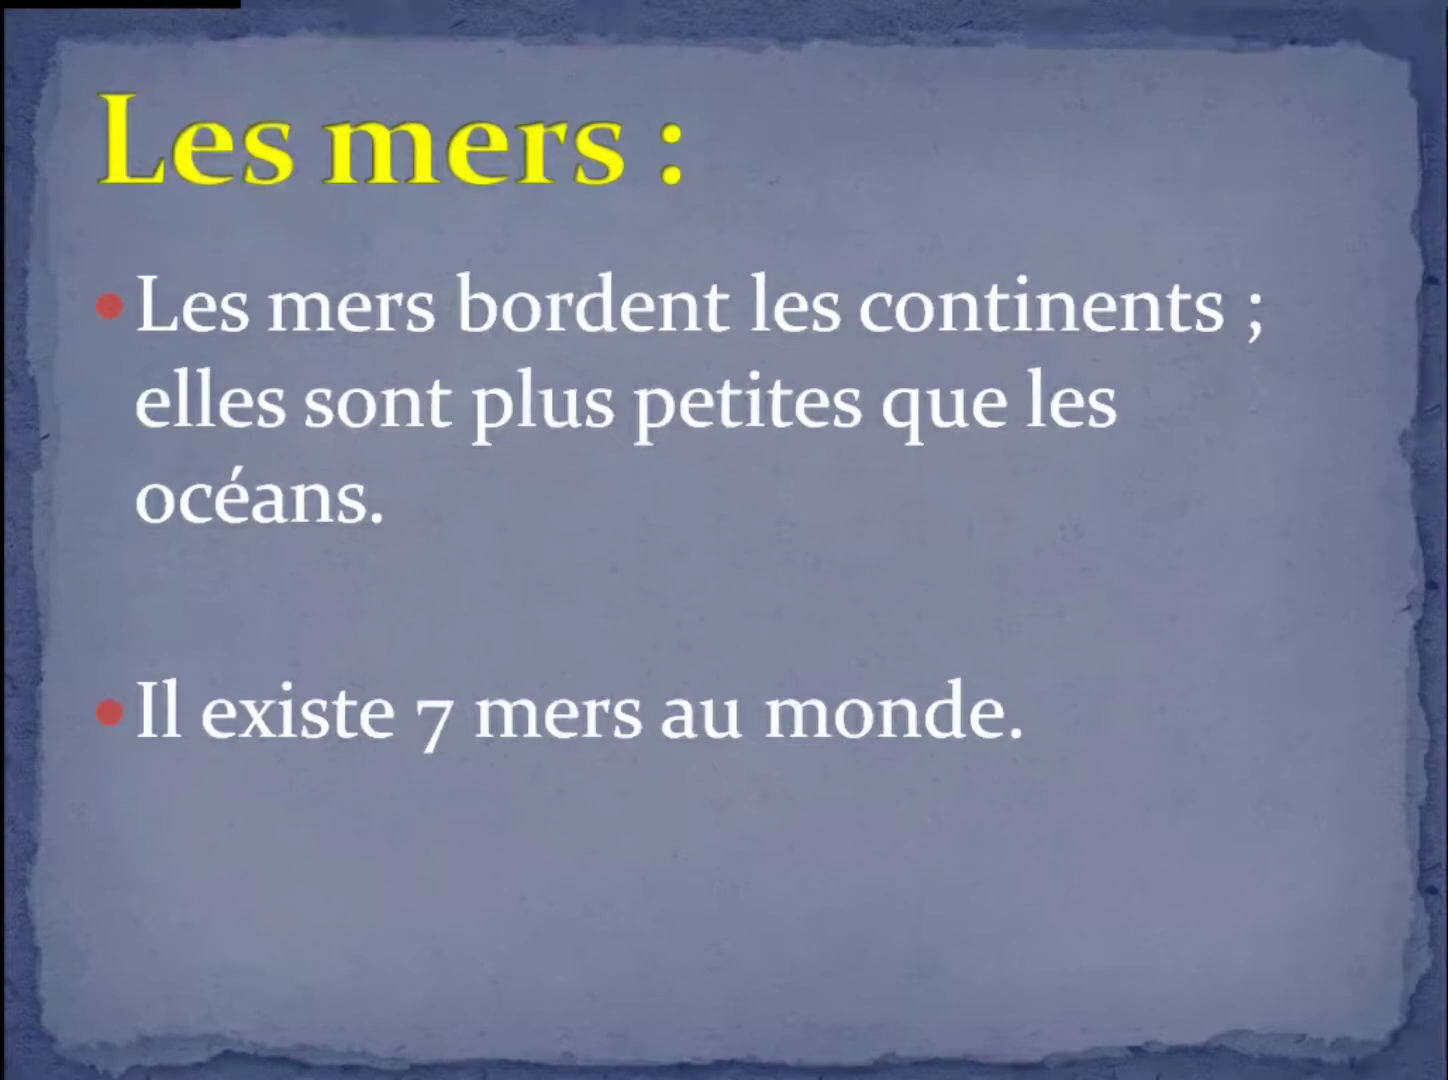 Les mers :
• Les mers bordent les continents ;
elles sont plus petites que les
océans.
• Il existe 7 mers au monde.